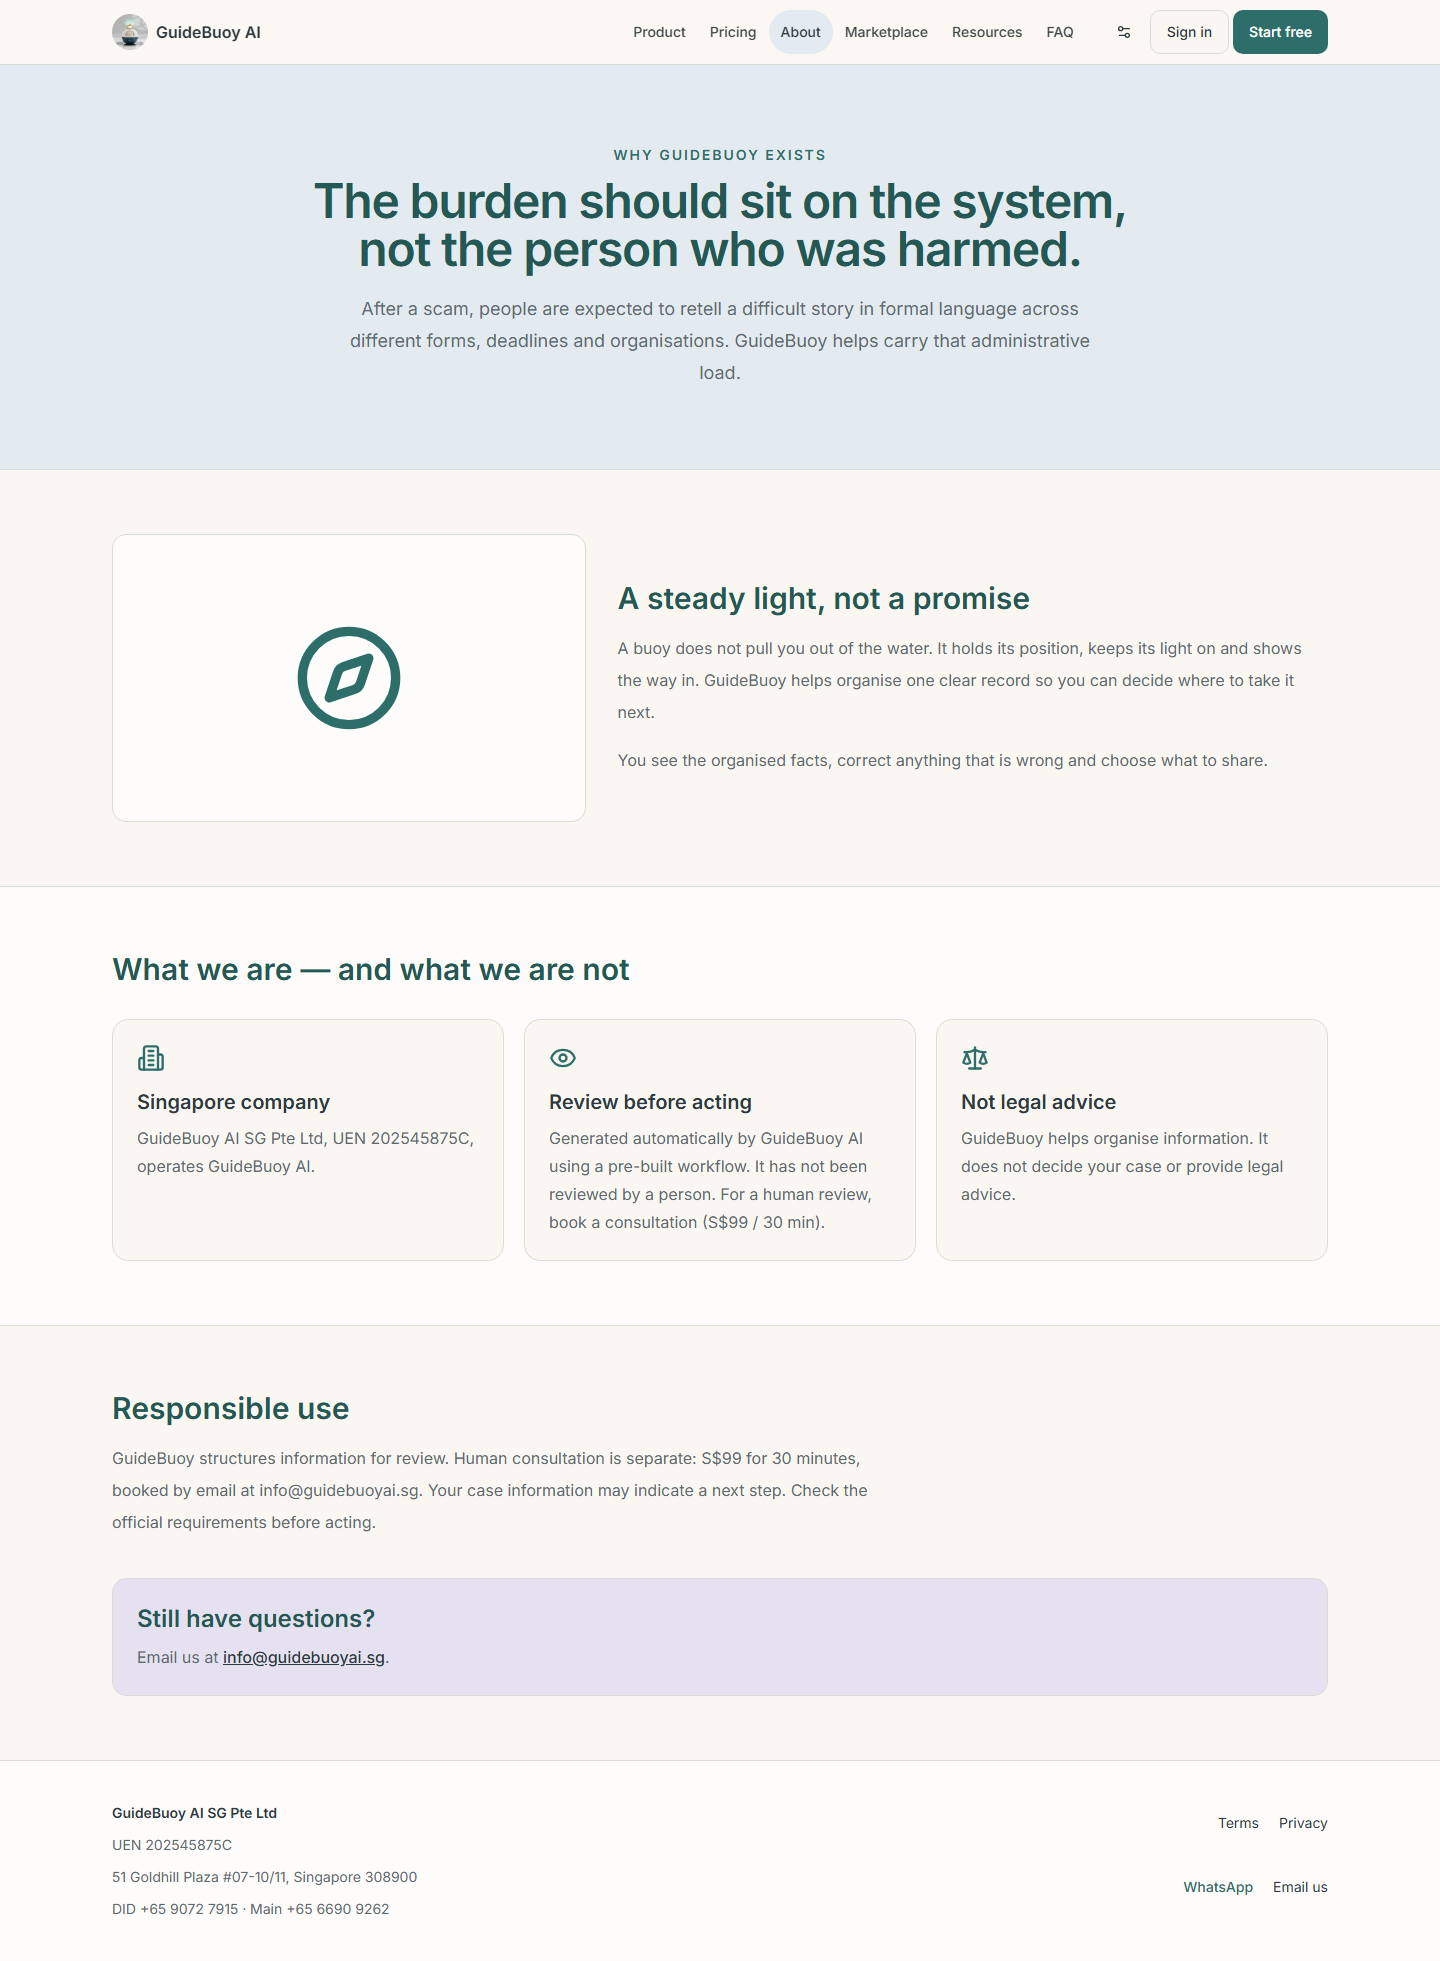 GuideBuoy AI
Product
Pricing
About
Marketplace
Resources
FAQ
Sign in
Start free
WHY GUIDEBUOY EXISTS
The burden should sit on the system,
not the person who was harmed.
After a scam, people are expected to retell a difficult story in formal language across
different forms, deadlines and organisations. GuideBuoy helps carry that administrative
load.
A steady light, not a promise
A buoy does not pull you out of the water. It holds its position, keeps its light on and shows
the way in. GuideBuoy helps organise one clear record so you can decide where to take it
next.
You see the organised facts, correct anything that is wrong and choose what to share.
What we are — and what we are not
Singapore company
GuideBuoy AI SG Pte Ltd, UEN 202545875C,
operates GuideBuoy AI.
Review before acting
Generated automatically by GuideBuoy AI
using a pre-built workflow. It has not been
reviewed by a person. For a human review,
book a consultation (S$99 / 30 min).
Not legal advice
GuideBuoy helps organise information. It
does not decide your case or provide legal
advice.
Responsible use
GuideBuoy structures information for review. Human consultation is separate: S$99 for 30 minutes,
booked by email at info@guidebuoyai.sg. Your case information may indicate a next step. Check the
official requirements before acting.
Still have questions?
Email us at info@guidebuoyai.sg.
GuideBuoy AI SG Pte Ltd
UEN 202545875C
51 Goldhill Plaza #07-10/11, Singapore 308900
DID +65 9072 7915 · Main +65 6690 9262
Terms
Privacy
WhatsApp
Email us